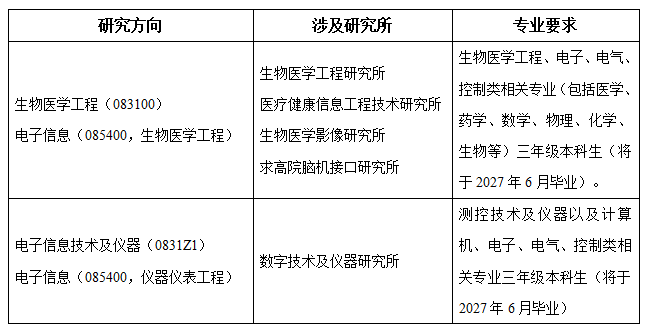 研究方向
涉及研究所
专业要求
生物医学工程（083100）
电子信息（085400，生物医学工程）
生物医学工程研究所
医疗健康信息工程技术研究所
生物医学影像研究所
求高院脑机接口研究所
生物医学工程、电子、电气、
控制类相关专业（包括医学、
药学、数学、物理、化学、
生物等）三年级本科生（将
于 2027 年 6 月毕业）。
电子信息技术及仪器（0831Z1）
电子信息（085400，仪器仪表工程）
数字技术及仪器研究所
测控技术及仪器以及计算
机、电子、电气、控制类相
关专业三年级本科生（将于
2027 年 6 月毕业）